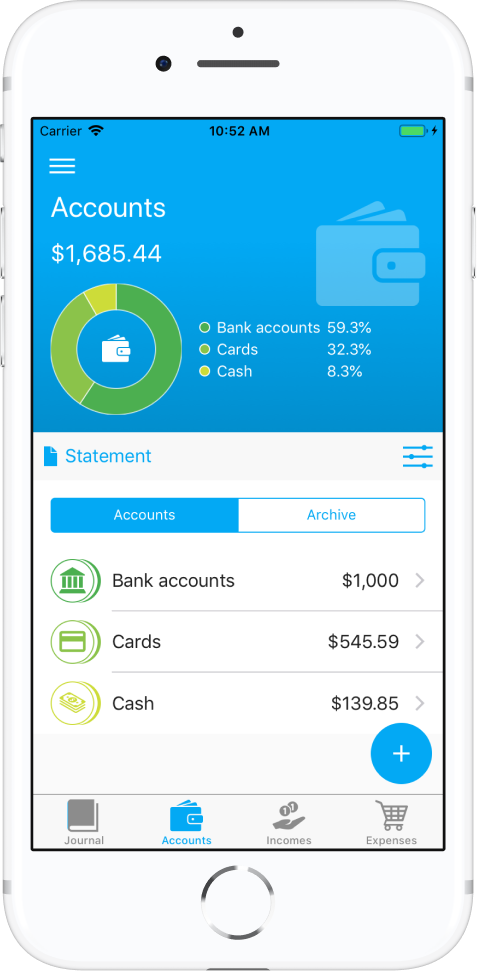 Carrier 10:52 AM
Accounts
$1,685.44
Bank accounts 59.3%
Cards 32.3%
Cash 8.3%
Statement
Accounts Archive
Bank accounts $1,000
Cards $545.59
Cash $139.85
+
Journal Accounts Incomes Expenses